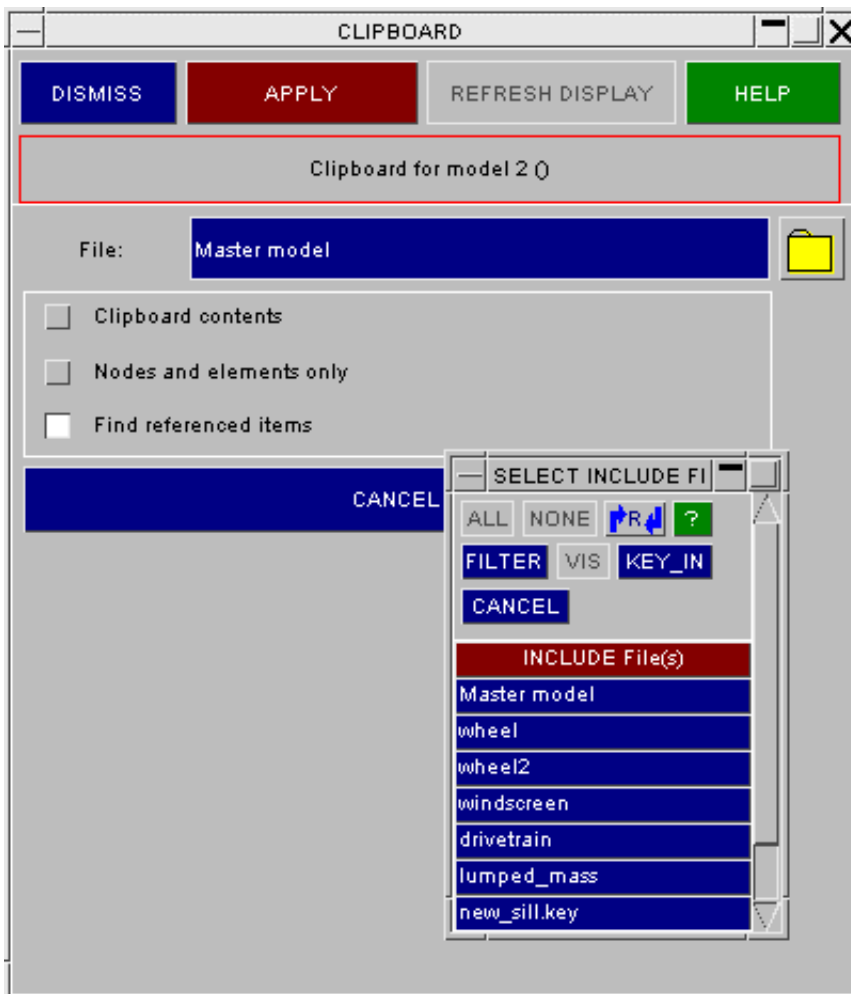 CLIPBOARD
DISMISS APPLY REFRESH DISPLAY HELP
Clipboard for model 2 ()
File: Master model
Clipboard contents
Nodes and elements only
Find referenced items
CANCEL
SELECT INCLUDE FI
ALL NONE R ?
FILTER VIS KEY_IN
CANCEL
INCLUDE File(s)
Master model
wheel
wheel2
windscreen
drivetrain
lumped_mass
new_sill.key